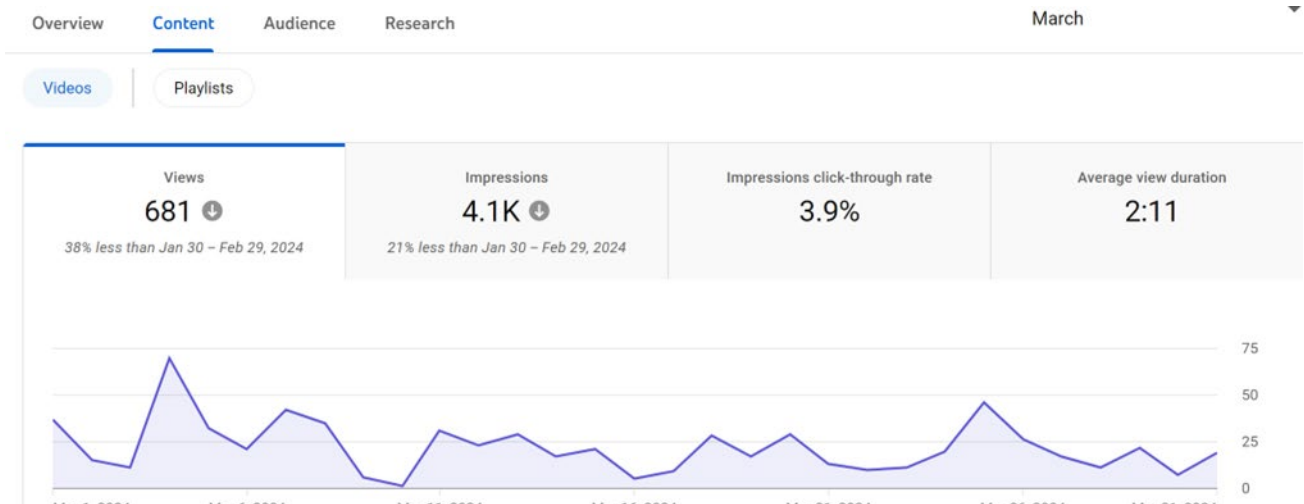 Overview Content Audience Research March
Videos Playlists
Views Impressions Impressions click-through rate Average view duration
681 4.1K 3.9% 2:11
38% less than Jan 30 – Feb 29, 2024 21% less than Jan 30 – Feb 29, 2024
75
50
25
0